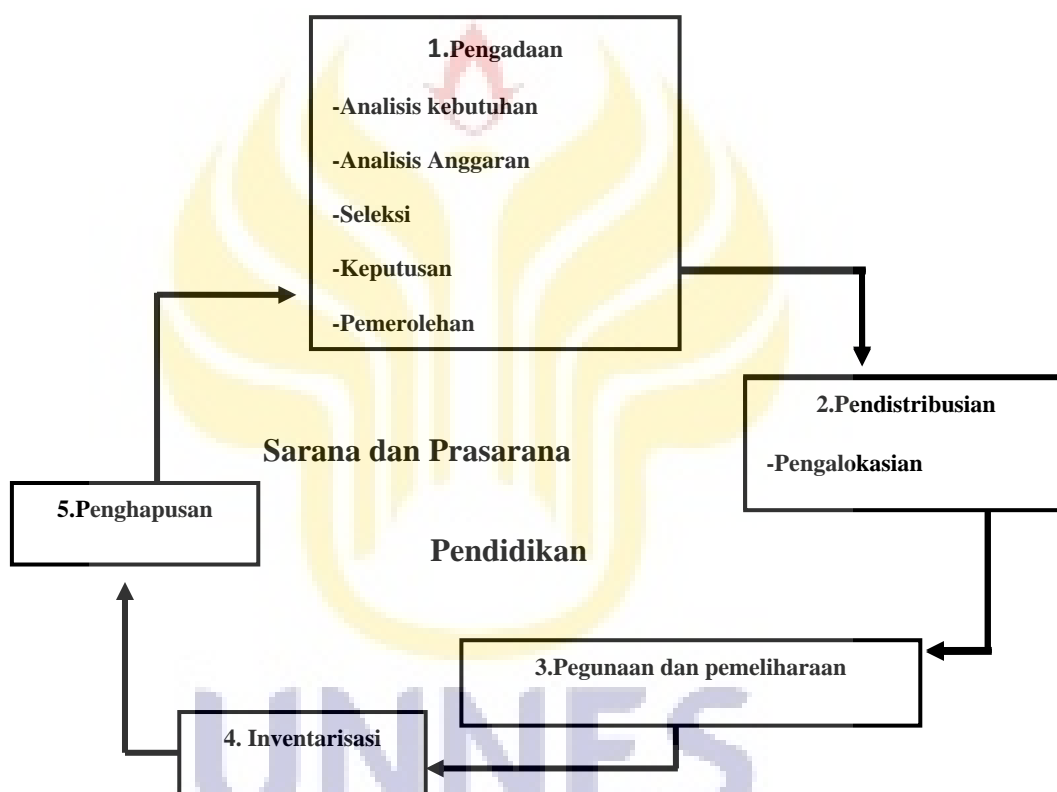 1.Pengadaan
-Analisis kebutuhan
-Analisis Anggaran
-Seleksi
-Keputusan
-Pemerolehan
2.Pendistribusian
-Pengalokasian
Sarana dan Prasarana
Pendidikan
5.Penghapusan
3.Pegunaan dan pemeliharaan
4. Inventarisasi
UNNES